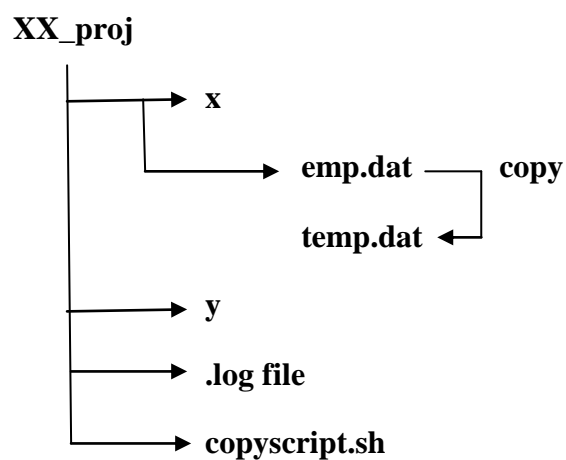 XX_proj
x
emp.dat copy
temp.dat
y
.log file
copyscript.sh